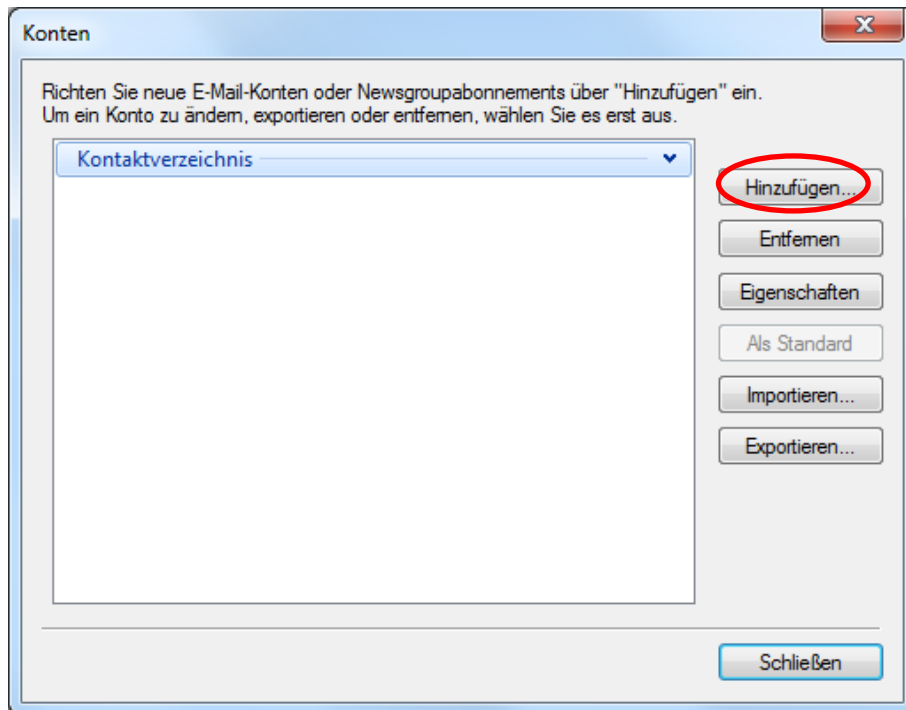 Konten
Richten Sie neue E-Mail-Konten oder Newsgroupabonnements über "Hinzufügen" ein.
Um ein Konto zu ändern, exportieren oder entfernen, wählen Sie es erst aus.
Kontaktverzeichnis
Hinzufügen...
Entfernen
Eigenschaften
Als Standard
Importieren...
Exportieren...
Schließen